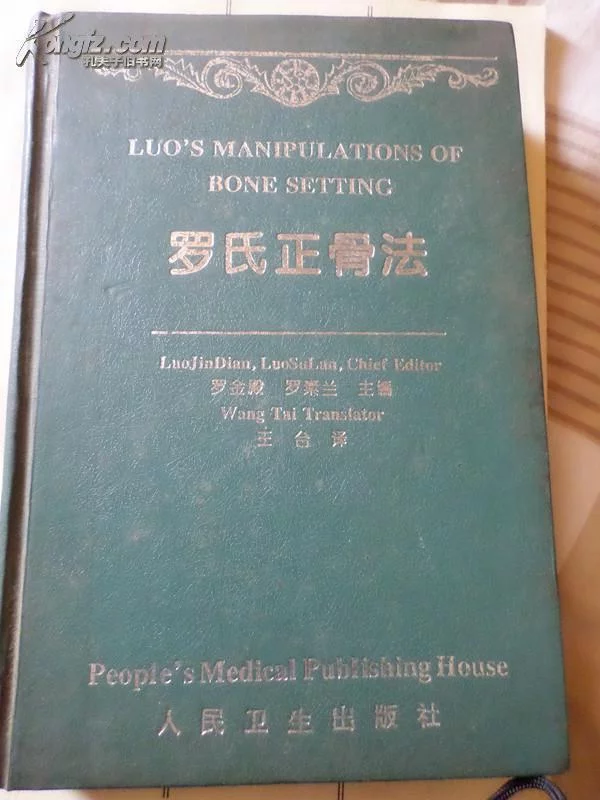 Kongfz.com
孔夫子旧书网
LUO'S MANIPULATIONS OF
BONE SETTING
罗氏正骨法
LuoJinDian, LuoSuLan, Chief Editor
罗金殿 罗素兰 主编
Wang Tai Translator
王台译
People's Medical Publishing House
人民卫生出版社